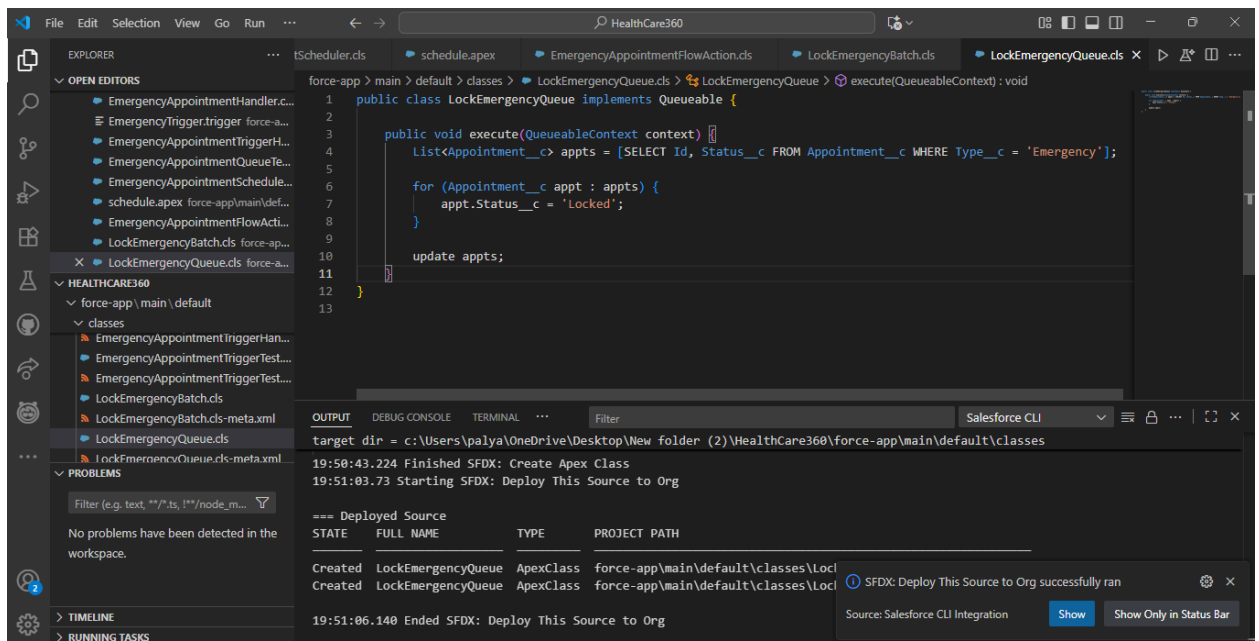 File Edit Selection View Go Run ··· HealthCare360
EXPLORER ···
OPEN EDITORS
EmergencyAppointmentHandler.c...
EmergencyTrigger.trigger force-a...
EmergencyAppointmentTriggerH...
EmergencyAppointmentQueueTe...
EmergencyAppointmentSchedule...
schedule.apex force-app\main\def...
EmergencyAppointmentFlowActi...
LockEmergencyBatch.cls force-ap...
LockEmergencyQueue.cls force-a...
HEALTHCARE360
force-app\main\default
classes
EmergencyAppointmentTriggerHan...
EmergencyAppointmentTriggerTest....
EmergencyAppointmentTriggerTest....
LockEmergencyBatch.cls
LockEmergencyBatch.cls-meta.xml
LockEmergencyQueue.cls
LockEmergencyQueue.cls-meta.xml
PROBLEMS
Filter (e.g. text, **/*.ts, !**/node_m...
No problems have been detected in the
workspace.
2
TIMELINE
RUNNING TASKS
tScheduler.cls schedule.apex EmergencyAppointmentFlowAction.cls LockEmergencyBatch.cls LockEmergencyQueue.cls
force-app > main > default > classes > LockEmergencyQueue.cls > LockEmergencyQueue > execute(QueueableContext) : void
1 public class LockEmergencyQueue implements Queueable {
2
3 public void execute(QueueableContext context) {
4 List<Appointment__c> appts = [SELECT Id, Status__c FROM Appointment__c WHERE Type__c = 'Emergency'];
5
6 for (Appointment__c appt : appts) {
7 appt.Status__c = 'Locked';
8 }
9
10 update appts;
11 }
12 }
13
OUTPUT DEBUG CONSOLE TERMINAL ··· Filter Salesforce CLI
target dir = c:\Users\palya\OneDrive\Desktop\New folder (2)\HealthCare360\force-app\main\default\classes
19:50:43.224 Finished SFDX: Create Apex Class
19:51:03.73 Starting SFDX: Deploy This Source to Org
=== Deployed Source
STATE FULL NAME TYPE PROJECT PATH
Created LockEmergencyQueue ApexClass force-app\main\default\classes\Loc
Created LockEmergencyQueue ApexClass force-app\main\default\classes\Loc
19:51:06.140 Ended SFDX: Deploy This Source to Org
SFDX: Deploy This Source to Org successfully ran
Source: Salesforce CLI Integration Show Show Only in Status Bar